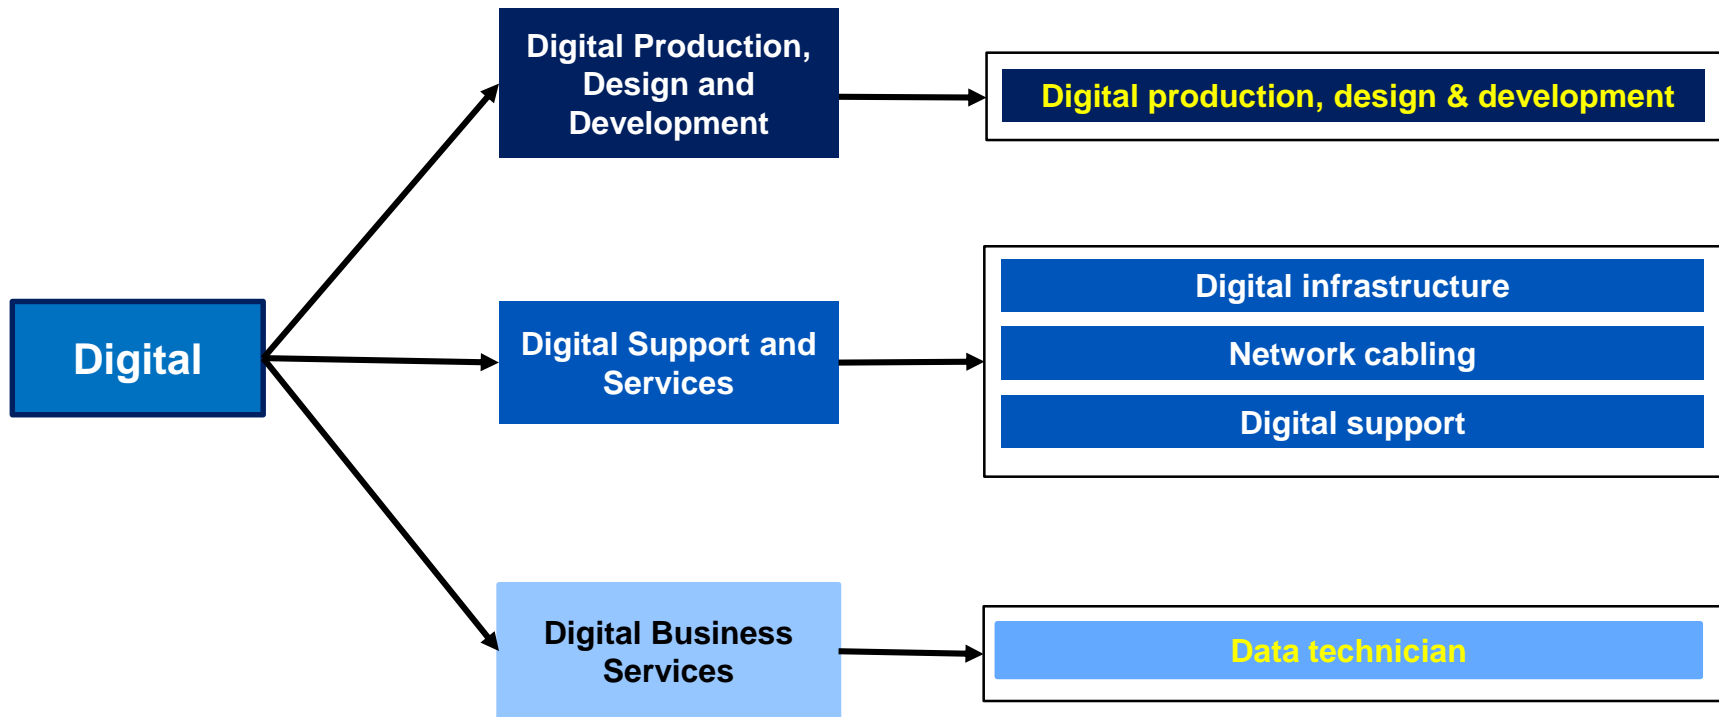 Digital
Digital Production,
Design and
Development
Digital production, design & development
Digital Support and
Services
Digital infrastructure
Network cabling
Digital support
Digital Business
Services
Data technician